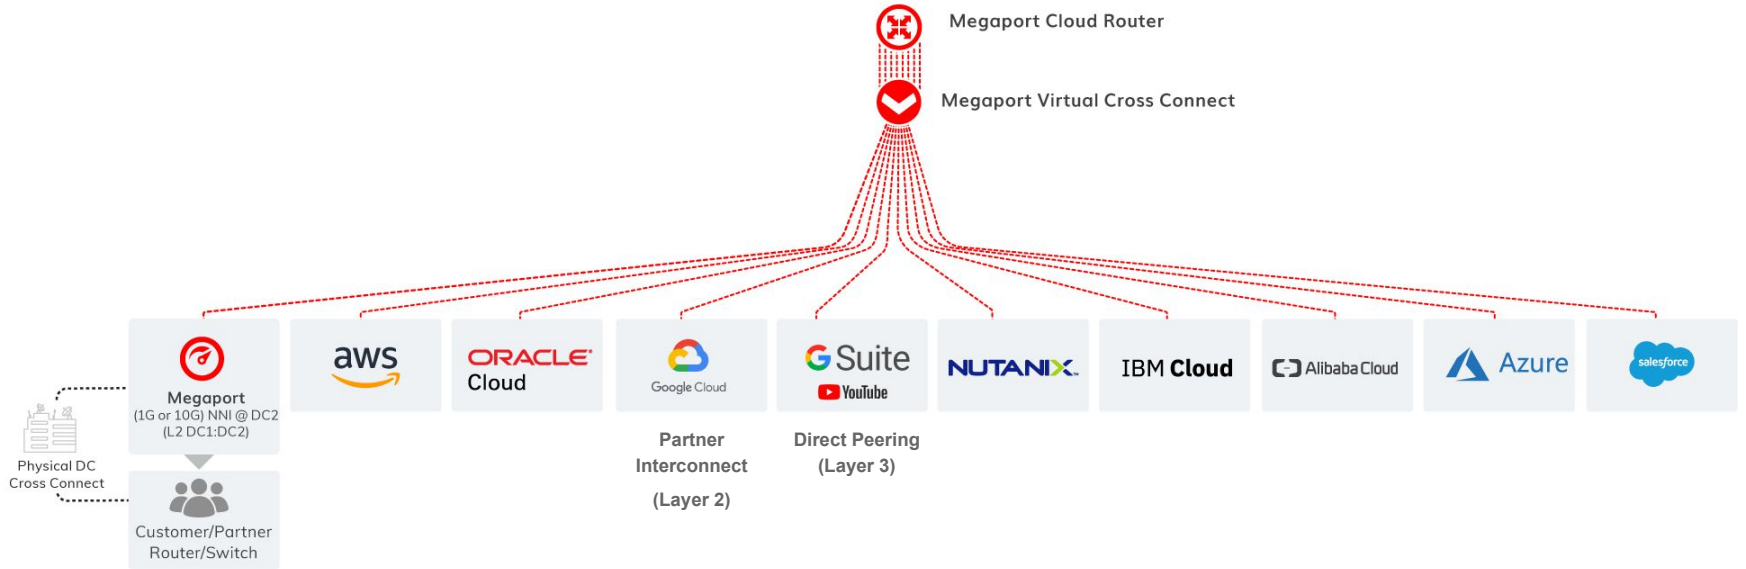 Megaport Cloud Router
Megaport Virtual Cross Connect
Megaport
(1G or 10G) NNI @ DC2
(L2 DC1:DC2)
Physical DC
Cross Connect
Customer/Partner
Router/Switch
aws
ORACLE
Cloud
Google Cloud
Partner
Interconnect
(Layer 2)
G Suite
YouTube
Direct Peering
(Layer 3)
NUTANIX
IBM Cloud
Alibaba Cloud
Azure
salesforce